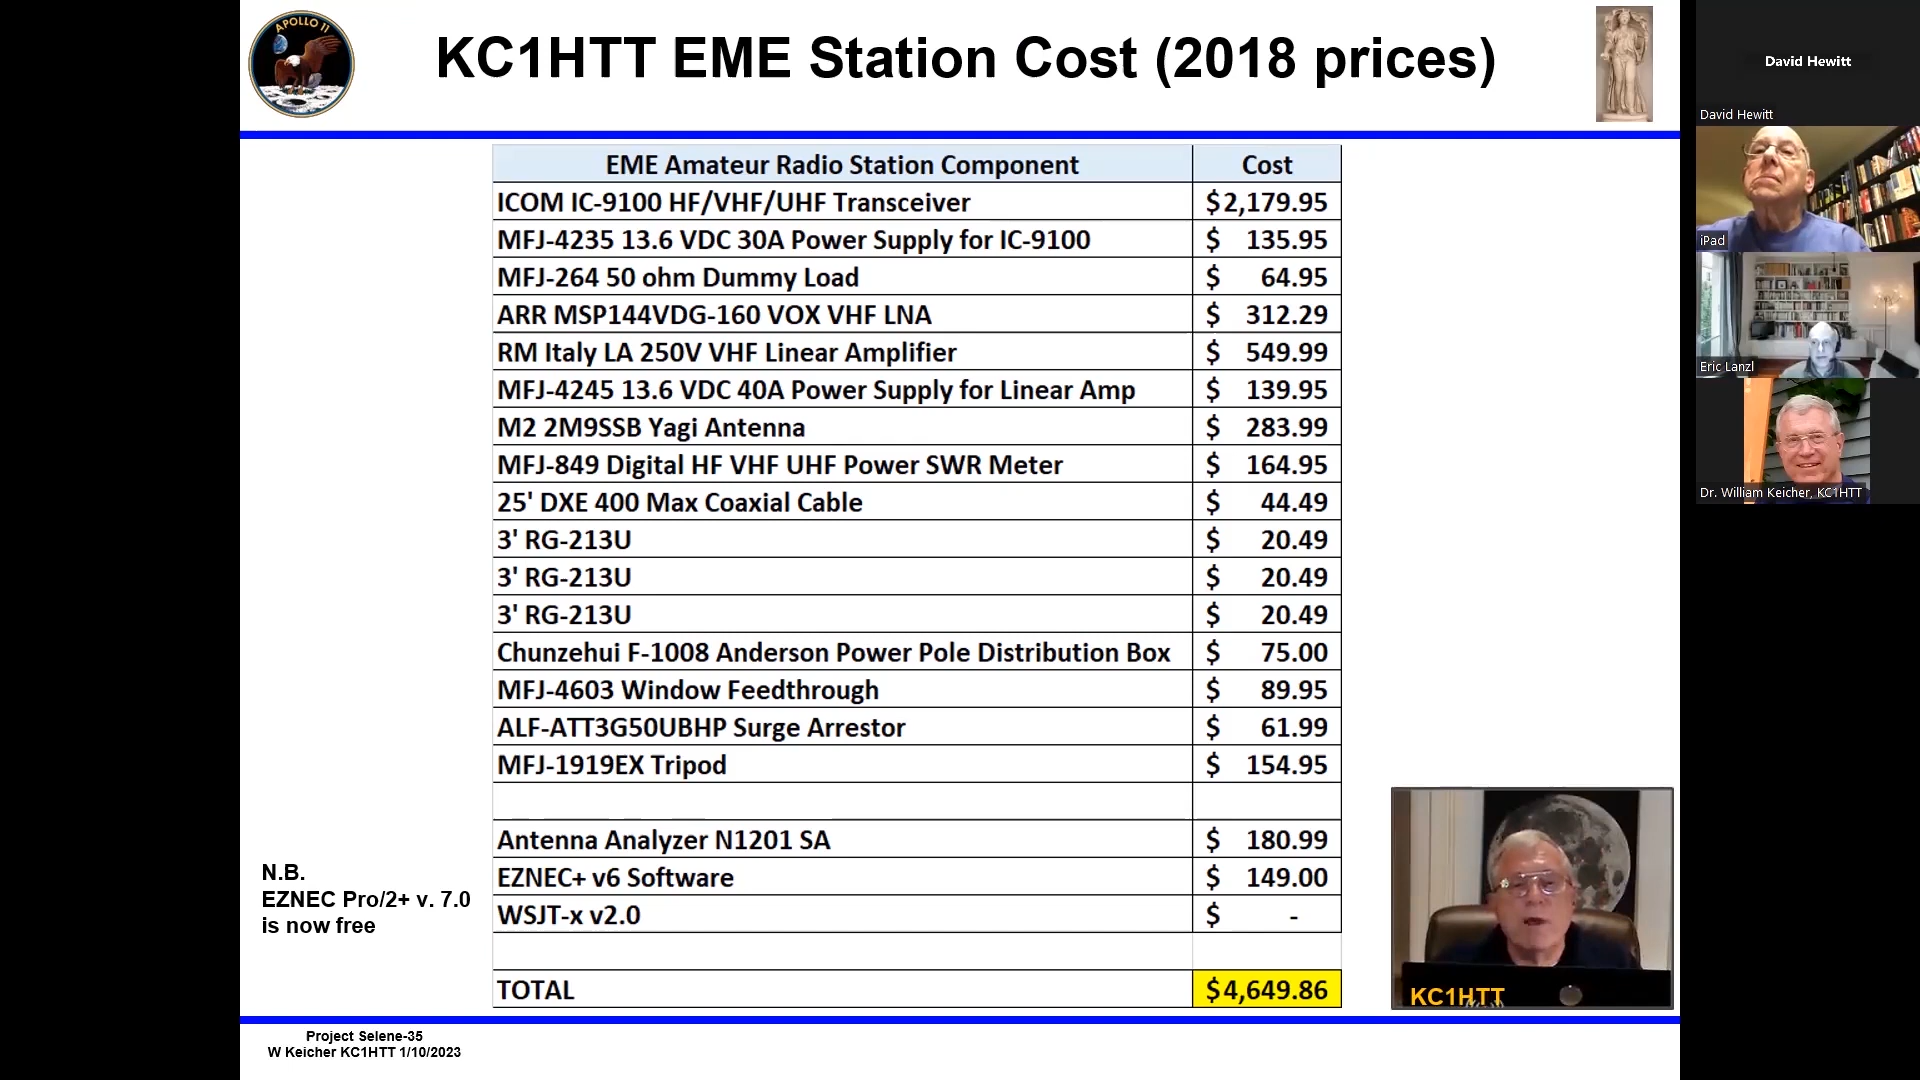 APOLLO 11
KC1HTT EME Station Cost (2018 prices)
EME Amateur Radio Station Component Cost
ICOM IC-9100 HF/VHF/UHF Transceiver $2,179.95
MFJ-4235 13.6 VDC 30A Power Supply for IC-9100 $ 135.95
MFJ-264 50 ohm Dummy Load $ 64.95
ARR MSP144VDG-160 VOX VHF LNA $ 312.29
RM Italy LA 250V VHF Linear Amplifier $ 549.99
MFJ-4245 13.6 VDC 40A Power Supply for Linear Amp $ 139.95
M2 2M9SSB Yagi Antenna $ 283.99
MFJ-849 Digital HF VHF UHF Power SWR Meter $ 164.95
25' DXE 400 Max Coaxial Cable $ 44.49
3' RG-213U $ 20.49
3' RG-213U $ 20.49
3' RG-213U $ 20.49
Chunzehui F-1008 Anderson Power Pole Distribution Box $ 75.00
MFJ-4603 Window Feedthrough $ 89.95
ALF-ATT3G50UBHP Surge Arrestor $ 61.99
MFJ-1919EX Tripod $ 154.95
Antenna Analyzer N1201 SA $ 180.99
EZNEC+ v6 Software $ 149.00
WSJT-x v2.0 $ -
TOTAL $4,649.86
N.B.
EZNEC Pro/2+ v. 7.0
is now free
KC1HTT
Project Selene-35
W Keicher KC1HTT 1/10/2023
David Hewitt
David Hewitt
iPad
Eric Lanzl
Dr. William Keicher, KC1HTT